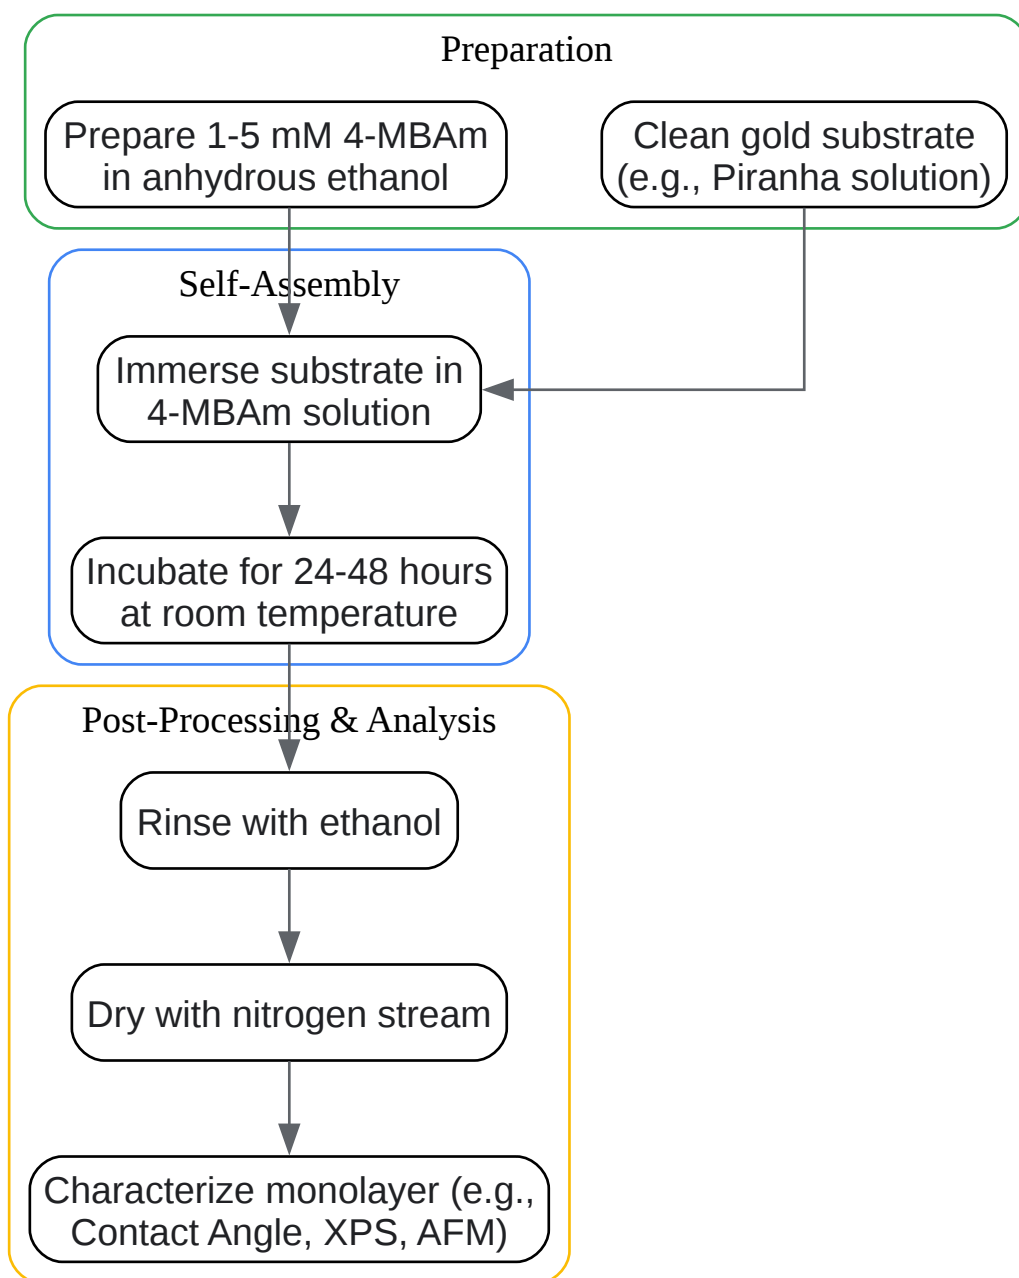 Preparation
Prepare 1-5 mM 4-MBAm
in anhydrous ethanol
Clean gold substrate
(e.g., Piranha solution)
Self-Assembly
Immerse substrate in
4-MBAm solution
Incubate for 24-48 hours
at room temperature
Post-Processing & Analysis
Rinse with ethanol
Dry with nitrogen stream
Characterize monolayer (e.g.,
Contact Angle, XPS, AFM)